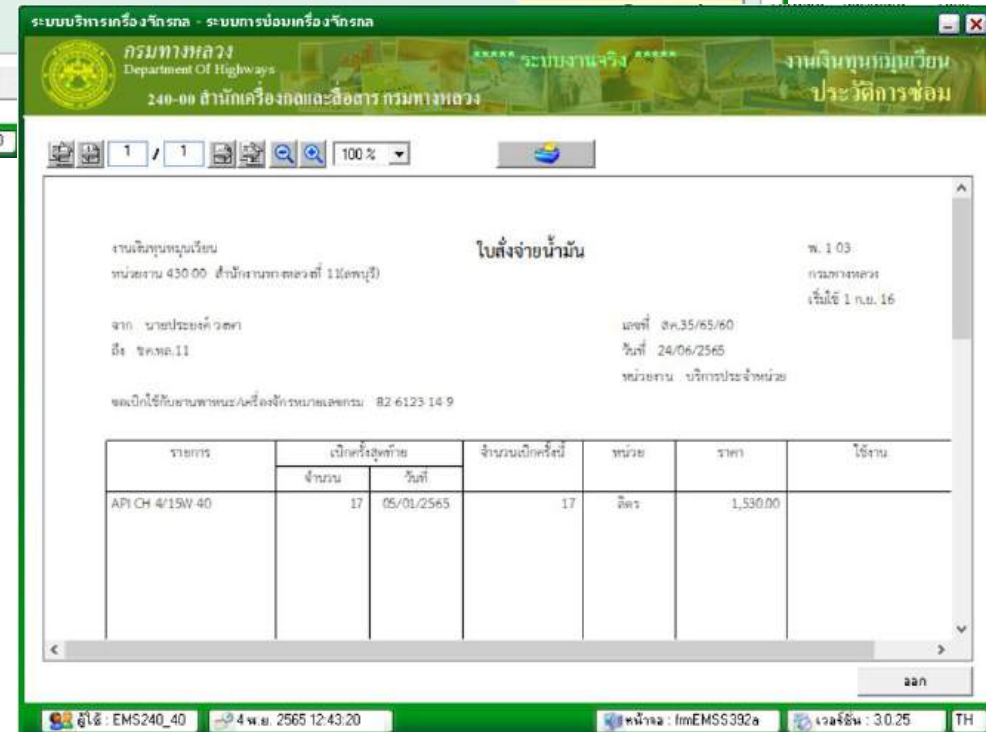 ระบบบริหารเครื่องจักรกล - ระบบการซ่อมเครื่องจักรกล
กรมทางหลวง
Department Of Highways
240-00 สำนักเครื่องกลและสื่อสาร กรมทางหลวง
***** ระบบงานจริง *****
งานเงินทุนหมุนเวียน
ประวัติการซ่อม
1 / 1 100 %
งานเงินทุนหมุนเวียน
ใบสั่งจ่ายน้ำมัน
พ. 1 03
หน่วยงาน 430 00 สำนักงานทางหลวงที่ 11(ลพบุรี)
กรมทางหลวง
เริ่มใช้ 1 ก.ย. 16
จาก นายประยงค์
เลขที่ สค.35/65/60
ถึง ทล.11
วันที่ 24/06/2565
หน่วยงาน บริการประจำหน่วย
ขอเบิกใช้กับยานพาหนะ/เครื่องจักรหมายเลขกรม 82 6123 14 9
รายการ เบิกครั้งสุดท้าย จำนวนเบิกครั้งนี้ หน่วย ราคา ใช้งาน
จำนวน วันที่
API CH 4/15W-40 17 05/01/2565 17 ลิตร 1,530.00
ออก
ผู้ใช้ : EMS240_40 4 พ.ย. 2565 12:43:20 หน้าจอ : frmEMSS392a เวอร์ชั่น : 3.0.25 TH